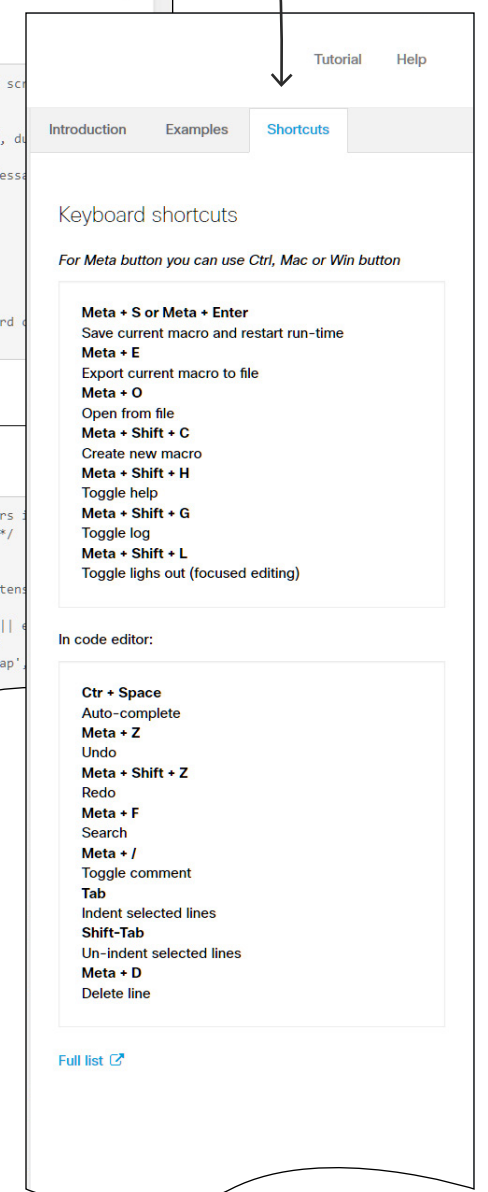 Tutorial Help
Introduction Examples Shortcuts
Keyboard shortcuts
For Meta button you can use Ctrl, Mac or Win button
Meta + S or Meta + Enter
Save current macro and restart run-time
Meta + E
Export current macro to file
Meta + O
Open from file
Meta + Shift + C
Create new macro
Meta + Shift + H
Toggle help
Meta + Shift + G
Toggle log
Meta + Shift + L
Toggle lighs out (focused editing)
In code editor:
Ctr + Space
Auto-complete
Meta + Z
Undo
Meta + Shift + Z
Redo
Meta + F
Search
Meta + /
Toggle comment
Tab
Indent selected lines
Shift-Tab
Un-indent selected lines
Meta + D
Delete line
Full list